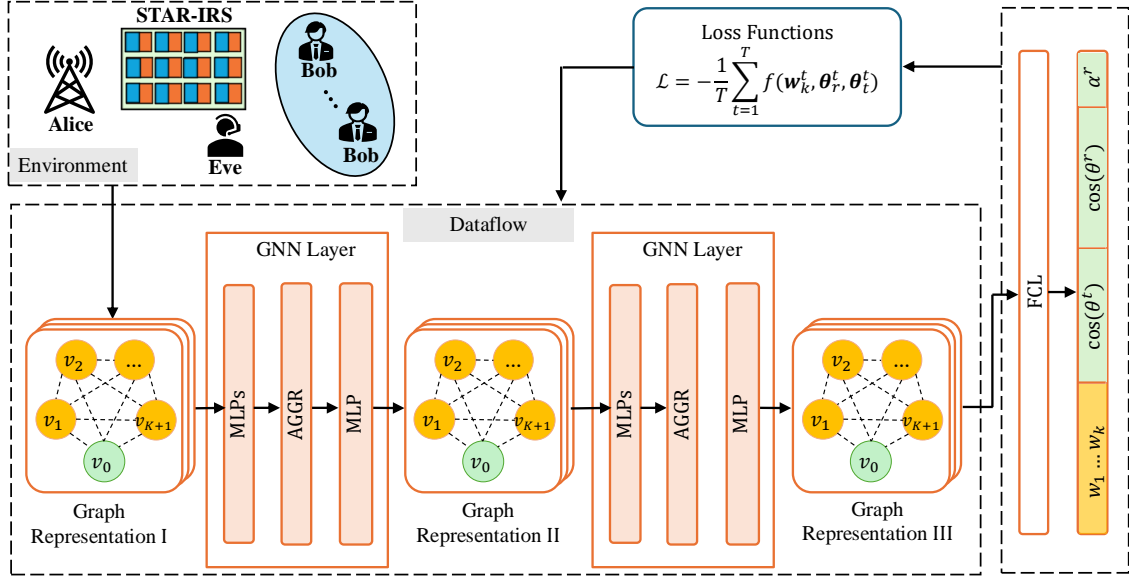 STAR-IRS
Alice
Bob
Bob
Eve
Environment
Loss Functions
ℒ = −1/T ∑_{t=1}^{T} f(𝒘_k^t, 𝜽_r^t, 𝜽_t^t)
Dataflow
GNN Layer
GNN Layer
v_2
...
v_1
v_{K+1}
v_0
Graph
Representation I
MLPs
AGGR
MLP
v_2
...
v_1
v_{K+1}
v_0
Graph
Representation II
MLPs
AGGR
MLP
v_2
...
v_1
v_{K+1}
v_0
Graph
Representation III
FCL
α^r
cos(θ^r)
cos(θ^t)
w_1 ... w_k